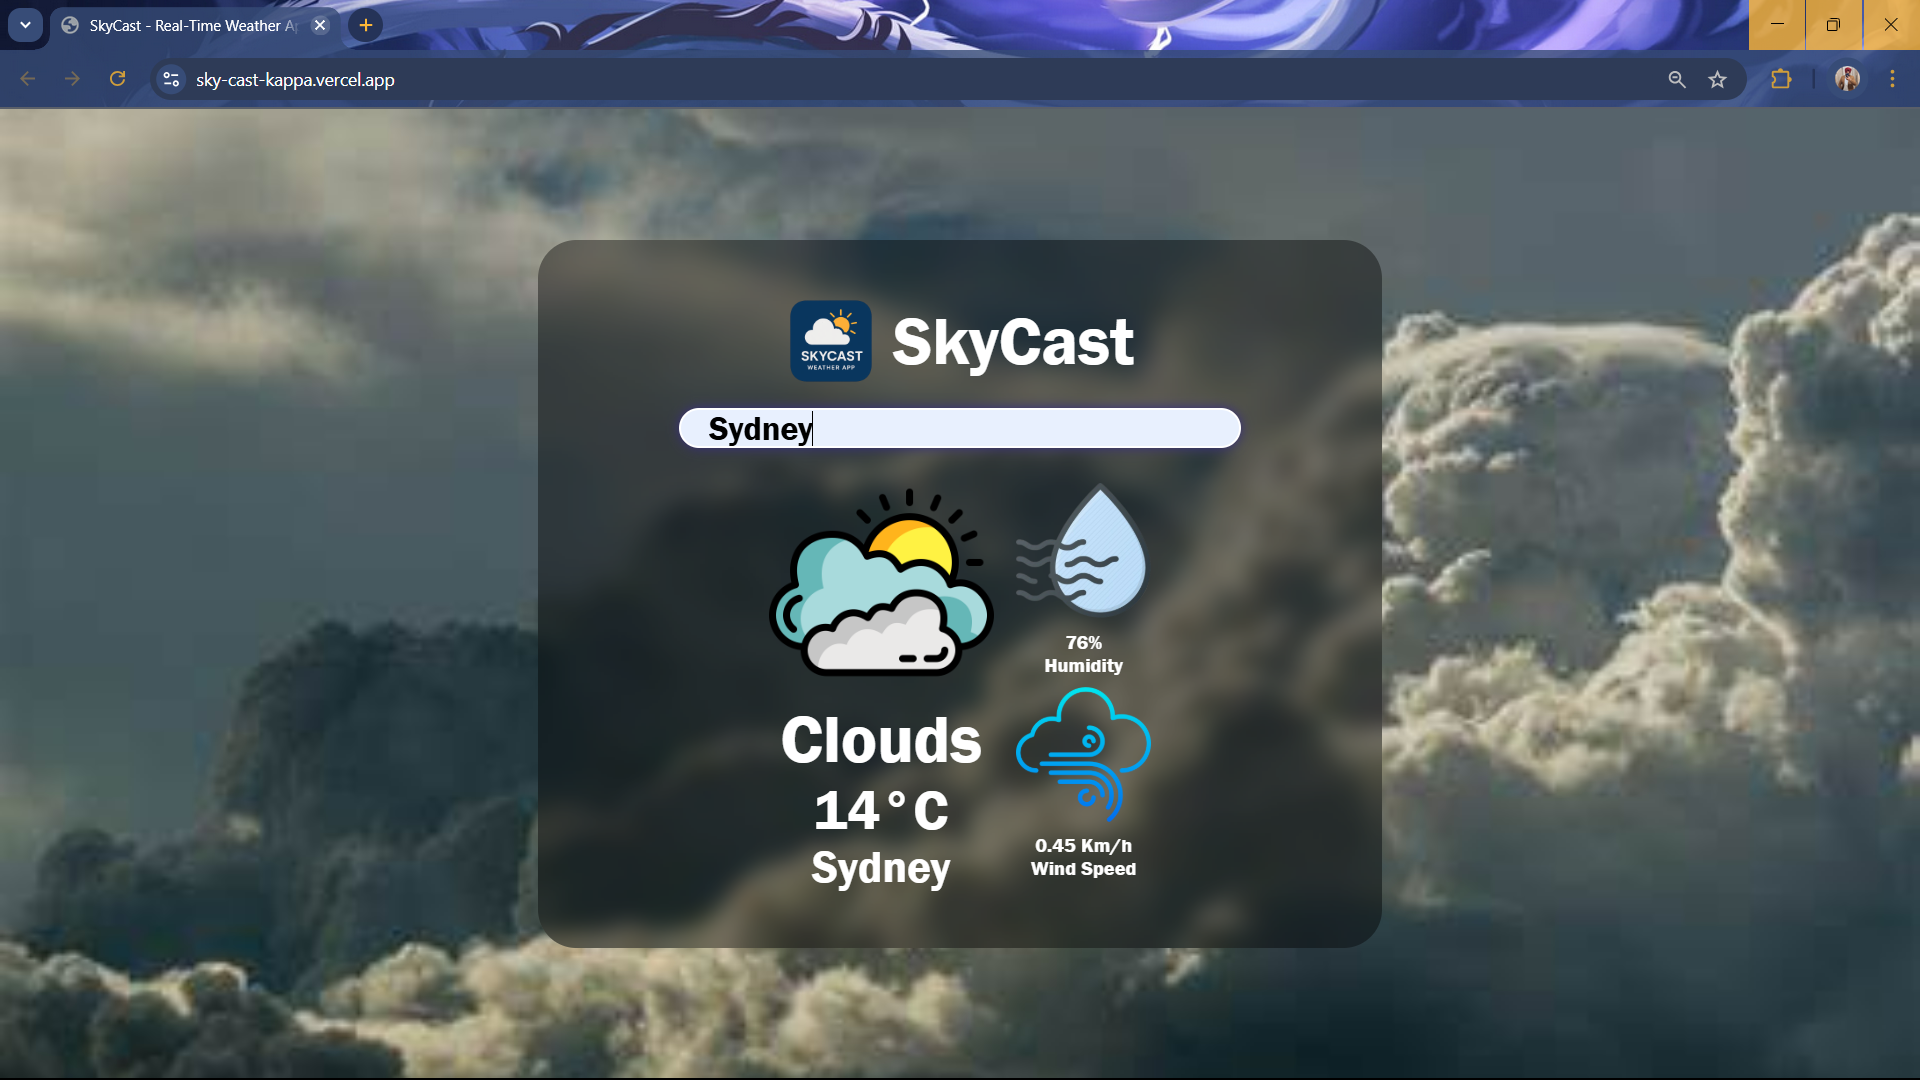 SkyCast - Real-Time Weather A
sky-cast-kappa.vercel.app
SKYCAST
WEATHER APP
SkyCast
Sydney
76%
Humidity
Clouds
14°C
Sydney
0.45 Km/h
Wind Speed